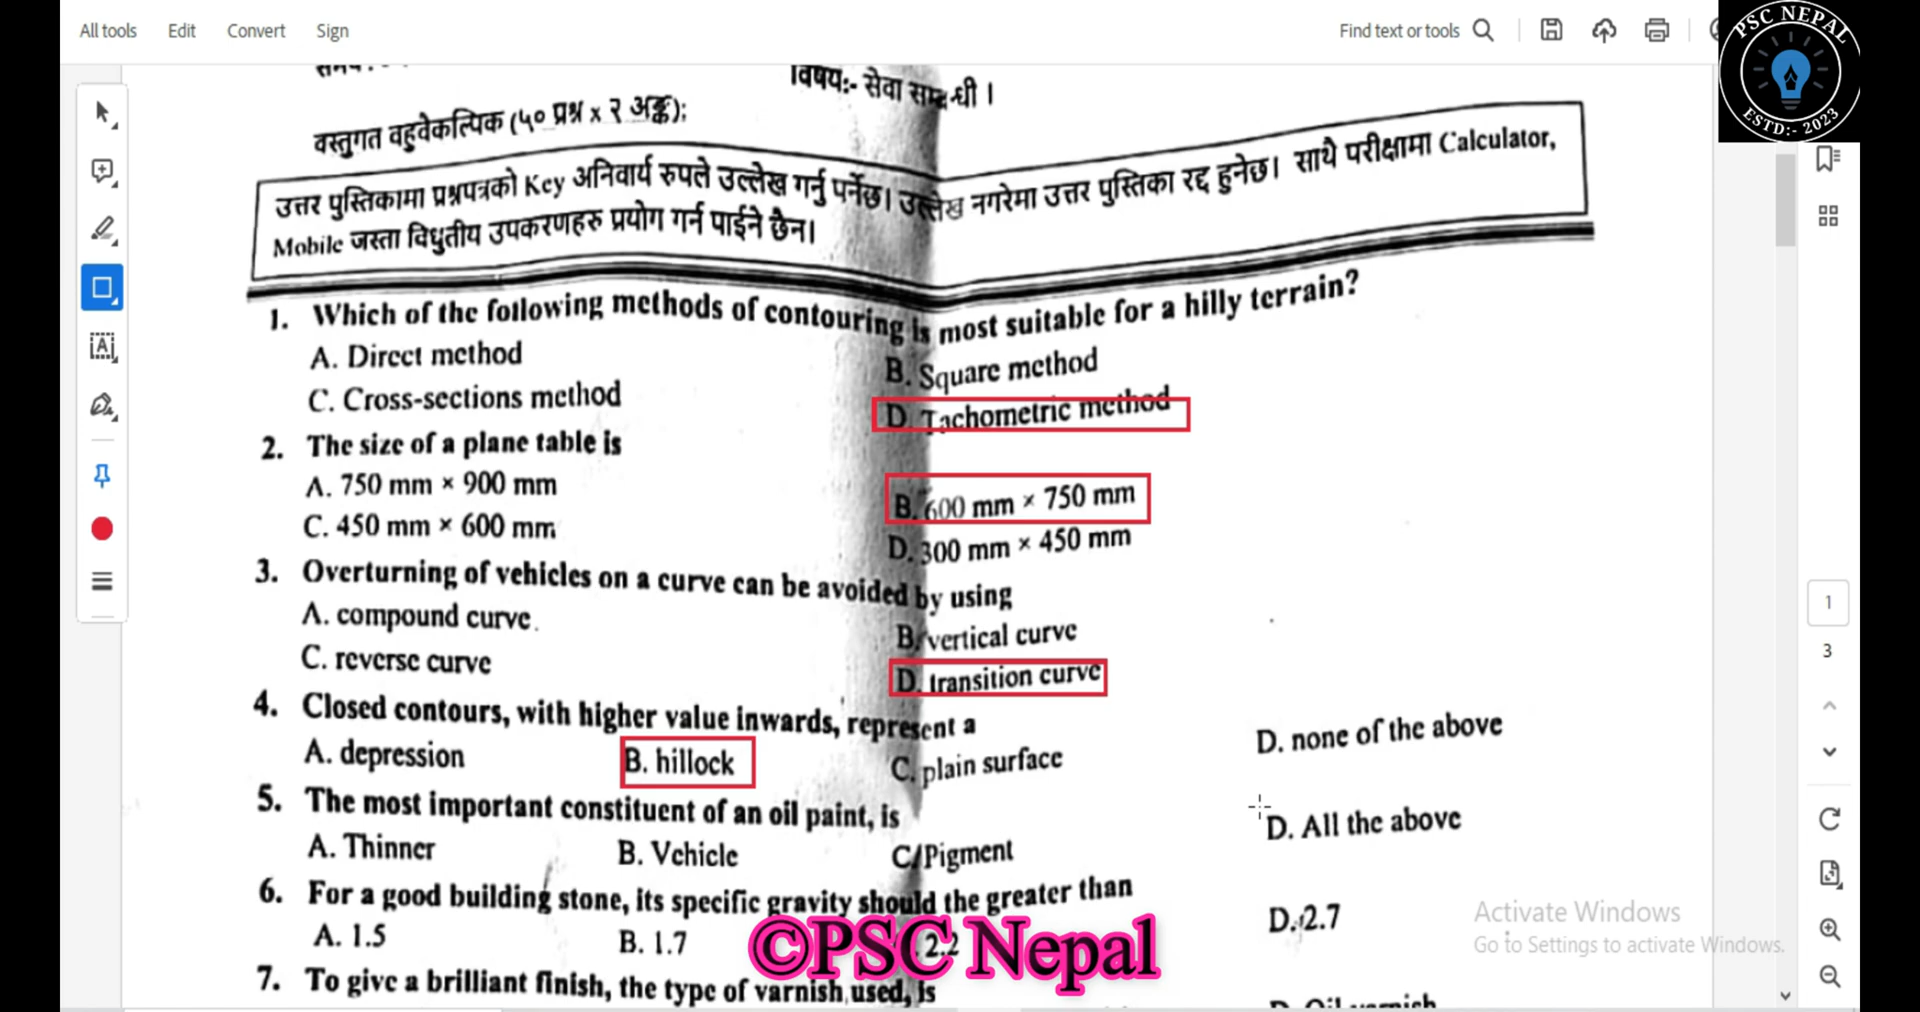 All tools Edit Convert Sign Find text or tools
PSC NEPAL
ESTD:- 2023
विषय:- सेवा सम्बन्धी ।
वस्तुगत वहुवैकल्पिक (५० प्रश्न x २ अङ्क);
उत्तर पुस्तिकामा प्रश्नपत्रको Key अनिवार्य रुपले उल्लेख गर्नु पर्नेछ। उल्लेख नगरेमा उत्तर पुस्तिका रद्द हुनेछ। साथै परीक्षामा Calculator,
Mobile जस्ता विधुतीय उपकरणहरु प्रयोग गर्न पाईने छैन।
1. Which of the following methods of contouring is most suitable for a hilly terrain?
A. Direct method B. Square method
C. Cross-sections method D. Tachometric method
2. The size of a plane table is
A. 750 mm × 900 mm B. 600 mm × 750 mm
C. 450 mm × 600 mm D. 300 mm × 450 mm
3. Overturning of vehicles on a curve can be avoided by using
A. compound curve. B. vertical curve
C. reverse curve D. transition curve
4. Closed contours, with higher value inwards, represent a
A. depression B. hillock C. plain surface D. none of the above
5. The most important constituent of an oil paint, is
A. Thinner B. Vehicle C. Pigment D. All the above
6. For a good building stone, its specific gravity should the greater than
A. 1.5 B. 1.7 2.2 D. 2.7
7. To give a brilliant finish, the type of varnish used, is
D. Oil varnish
©PSC Nepal
Activate Windows
Go to Settings to activate Windows.
1
3